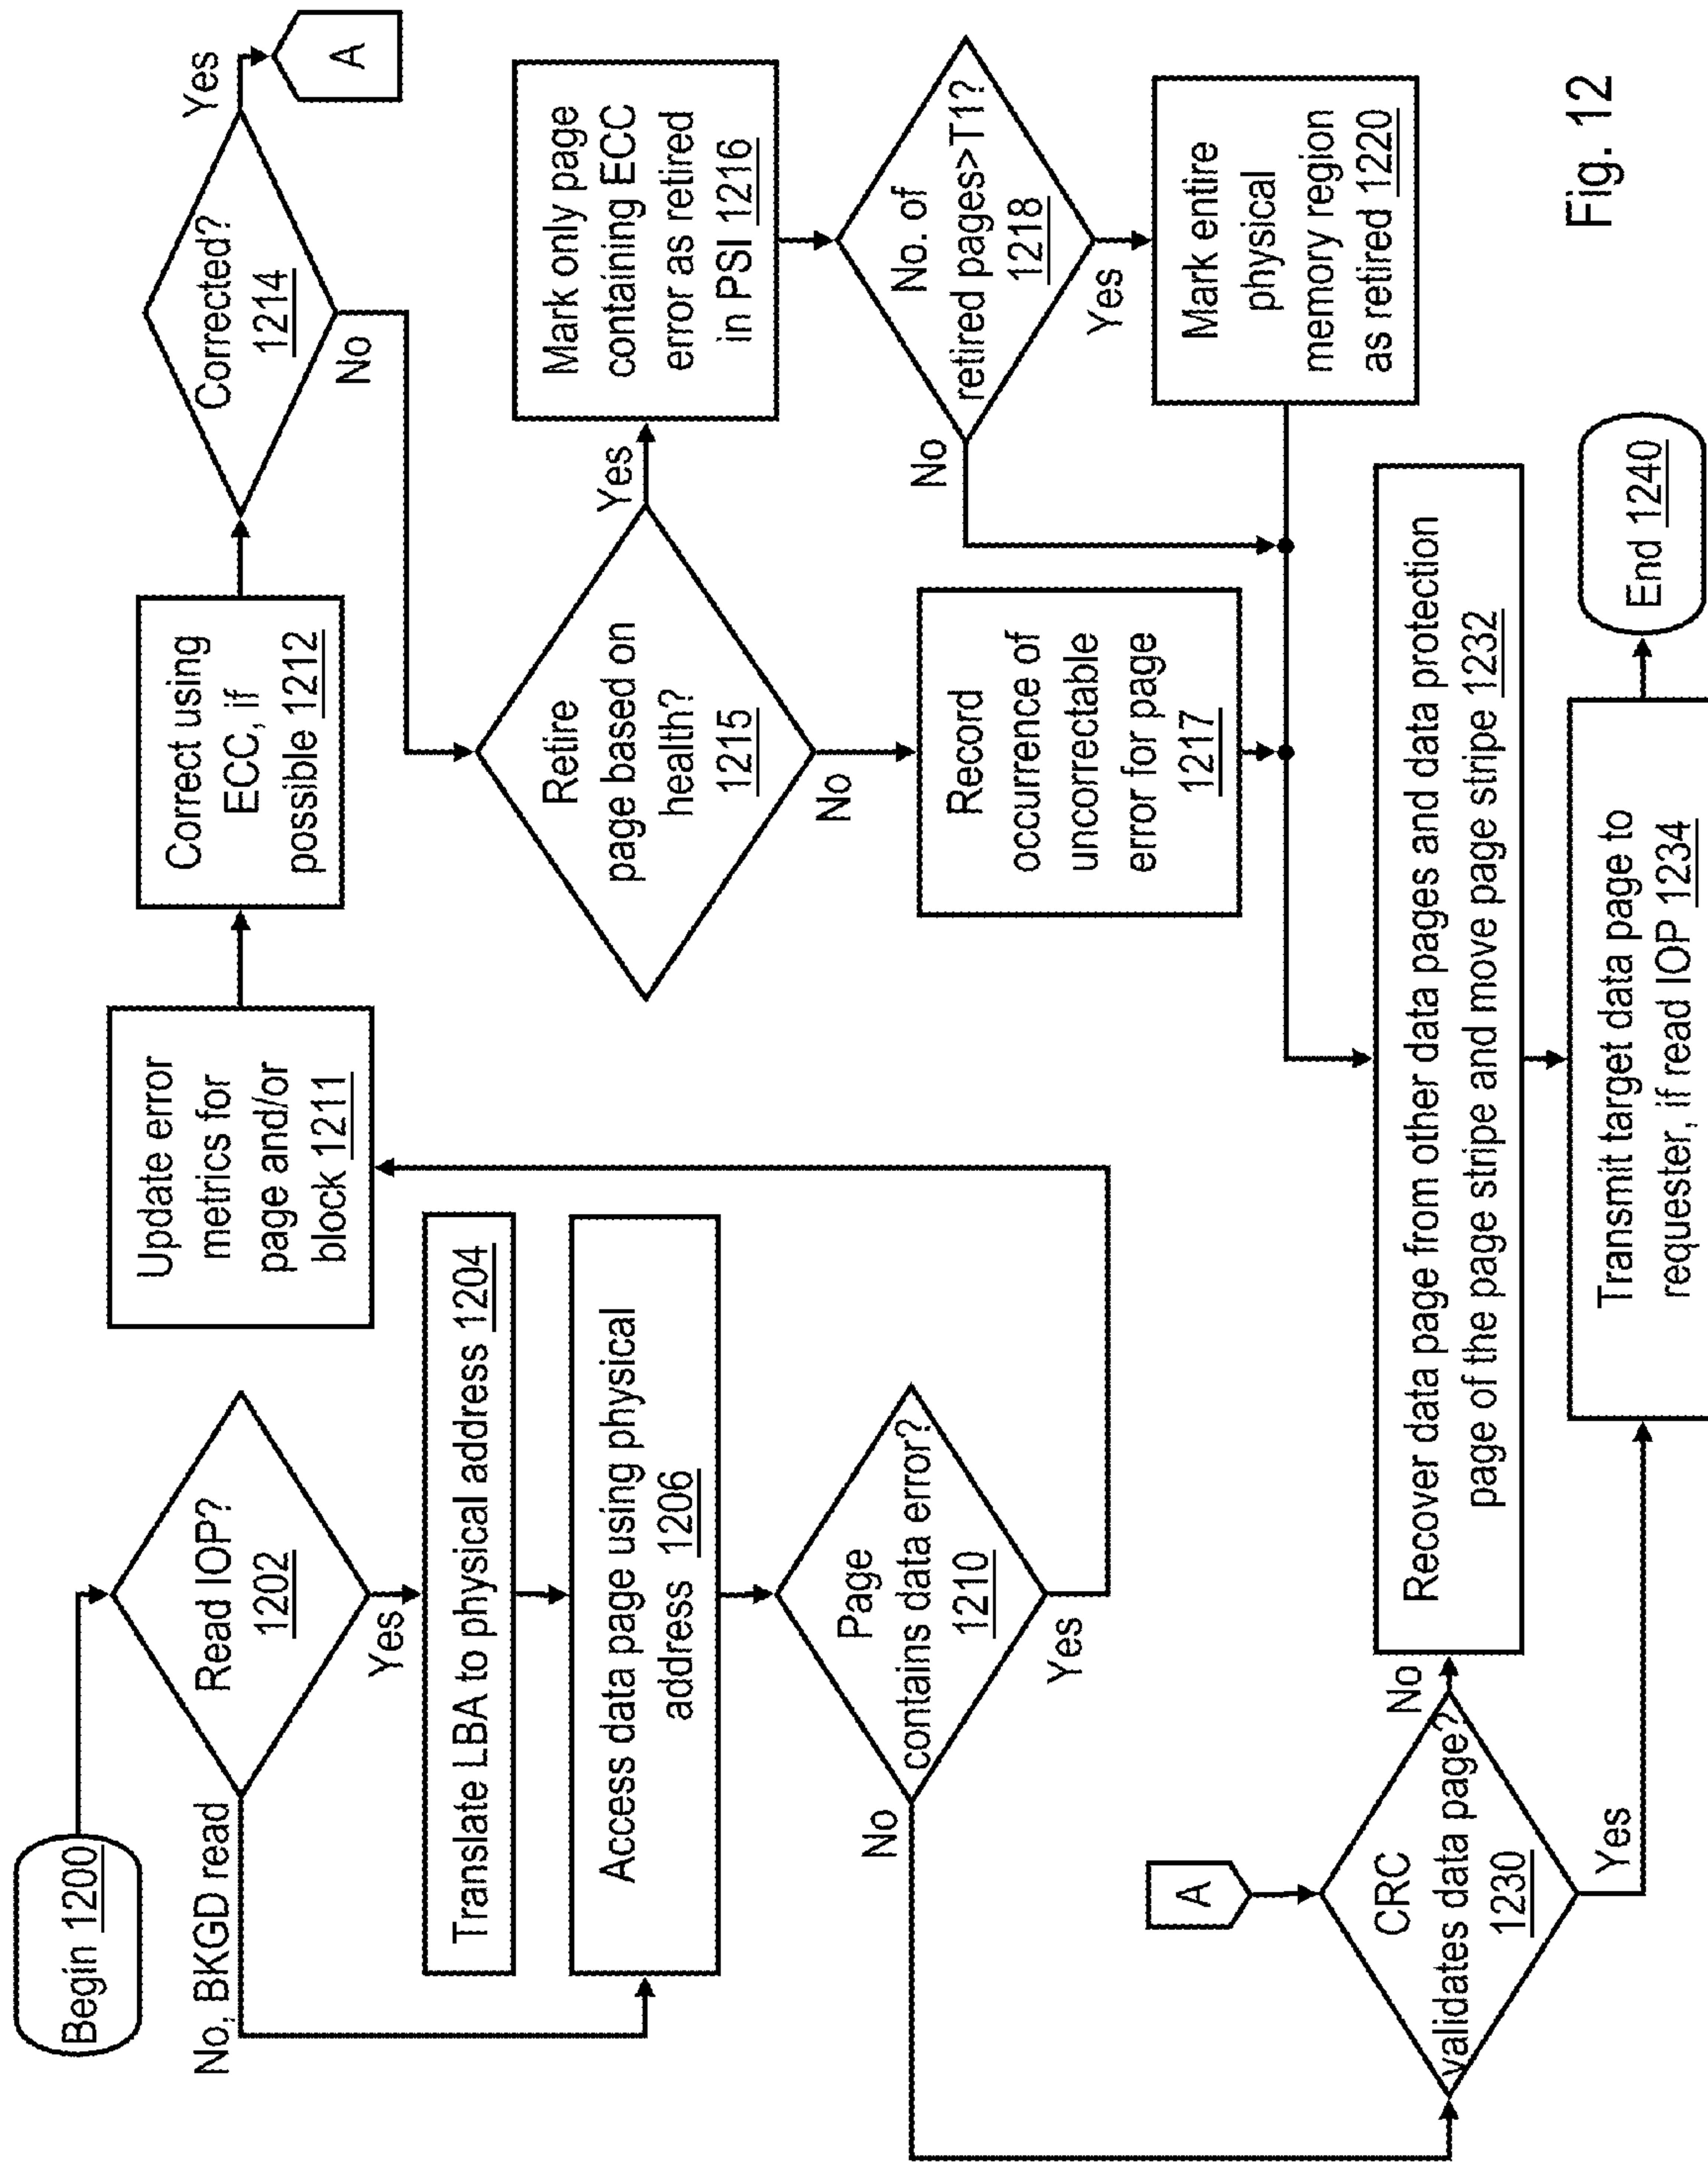 Begin 1200
Read IOP?
1202
No, BKGD read
Yes
Translate LBA to physical address 1204
Access data page using physical
address 1206
Page
contains data error?
1210
No
Yes
Update error
metrics for
page and/or
block 1211
Correct using
ECC, if
possible 1212
Corrected?
1214
Yes
A
No
Retire
page based on
health?
1215
Yes
No
Mark only page
containing ECC
error as retired
in PSI 1216
Record
occurrence of
uncorrectable
error for page
1217
No. of
retired pages>T1?
1218
No
Yes
Mark entire
physical
memory region
as retired 1220
A
CRC
validates data page?
1230
No
Yes
Recover data page from other data pages and data protection
page of the page stripe and move page stripe 1232
Transmit target data page to
requester, if read IOP 1234
End 1240
Fig. 12